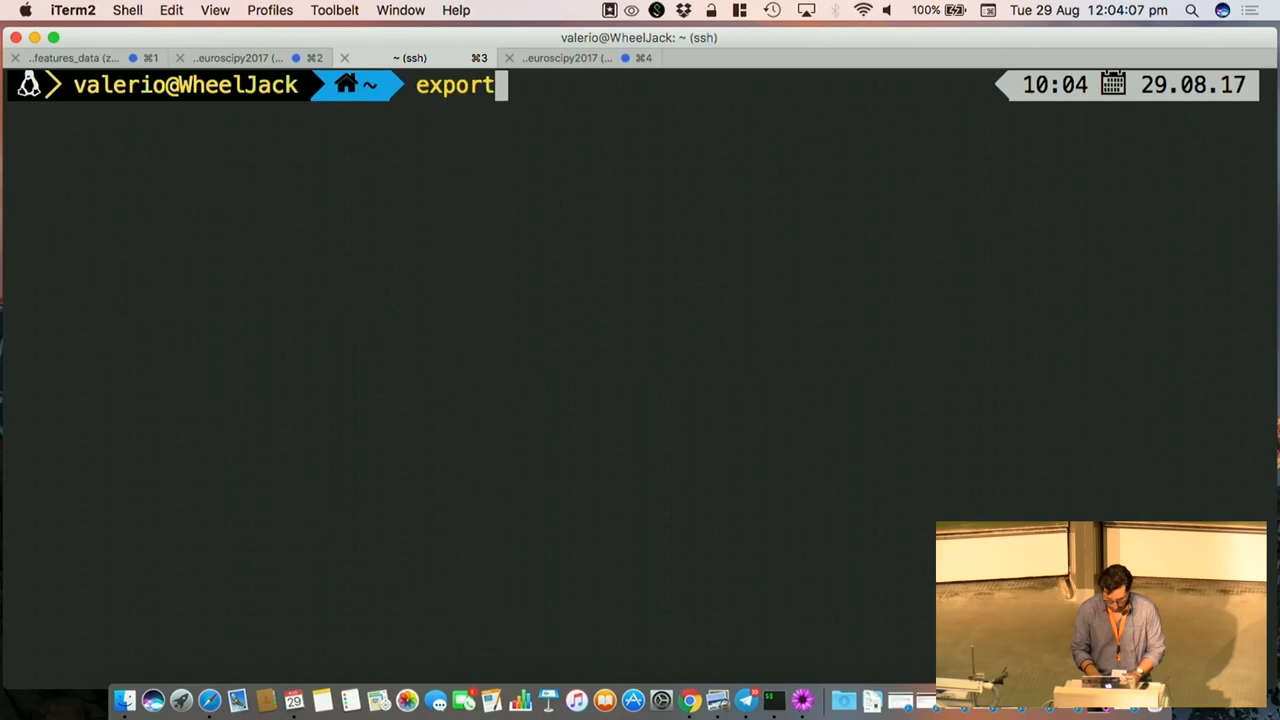 iTerm2 Shell Edit View Profiles Toolbelt Window Help 100% Tue 29 Aug 12:04:07 pm
valerio@WheelJack: ~ (ssh)
..features_data (z... ⌘1 ..euroscipy2017 (... ⌘2 ~ (ssh) ⌘3 ..euroscipy2017 (... ⌘4
valerio@WheelJack ~ export 10:04 29.08.17
29